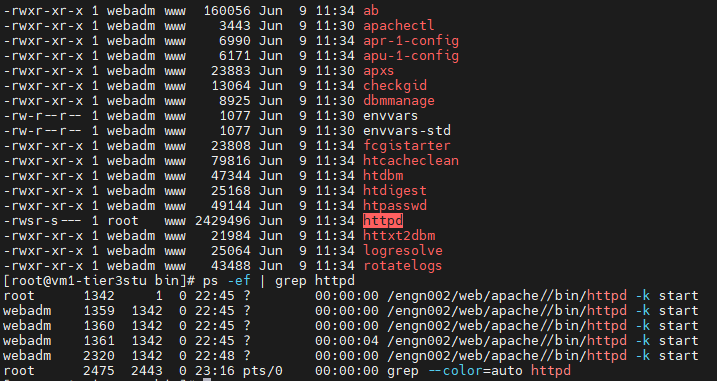 -rwxr-xr-x 1 webadm www  160056 Jun  9 11:34 ab
-rwxr-xr-x 1 webadm www    3443 Jun  9 11:30 apachectl
-rwxr-xr-x 1 webadm www    6990 Jun  9 11:34 apr-1-config
-rwxr-xr-x 1 webadm www    6171 Jun  9 11:34 apu-1-config
-rwxr-xr-x 1 webadm www   23883 Jun  9 11:30 apxs
-rwxr-xr-x 1 webadm www   13064 Jun  9 11:34 checkgid
-rwxr-xr-x 1 webadm www    8925 Jun  9 11:30 dbmmanage
-rw-r--r-- 1 webadm www    1077 Jun  9 11:30 envvars
-rw-r--r-- 1 webadm www    1077 Jun  9 11:30 envvars-std
-rwxr-xr-x 1 webadm www   23808 Jun  9 11:34 fcgistarter
-rwxr-xr-x 1 webadm www   79816 Jun  9 11:34 htcacheclean
-rwxr-xr-x 1 webadm www   47344 Jun  9 11:34 htdbm
-rwxr-xr-x 1 webadm www   25168 Jun  9 11:34 htdigest
-rwxr-xr-x 1 webadm www   49144 Jun  9 11:34 htpasswd
-rwsr-s--- 1 root   www 2429496 Jun  9 11:34 httpd
-rwxr-xr-x 1 webadm www   21984 Jun  9 11:34 httxt2dbm
-rwxr-xr-x 1 webadm www   25064 Jun  9 11:34 logresolve
-rwxr-xr-x 1 webadm www   43488 Jun  9 11:34 rotatelogs
[root@vm1-tier3stu bin]# ps -ef | grep httpd
root      1342     1  0 22:45 ?        00:00:00 /engn002/web/apache//bin/httpd -k start
webadm    1359  1342  0 22:45 ?        00:00:00 /engn002/web/apache//bin/httpd -k start
webadm    1360  1342  0 22:45 ?        00:00:00 /engn002/web/apache//bin/httpd -k start
webadm    1361  1342  0 22:45 ?        00:00:04 /engn002/web/apache//bin/httpd -k start
webadm    2320  1342  0 22:48 ?        00:00:00 /engn002/web/apache//bin/httpd -k start
root      2475  2443  0 23:16 pts/0    00:00:00 grep --color=auto httpd